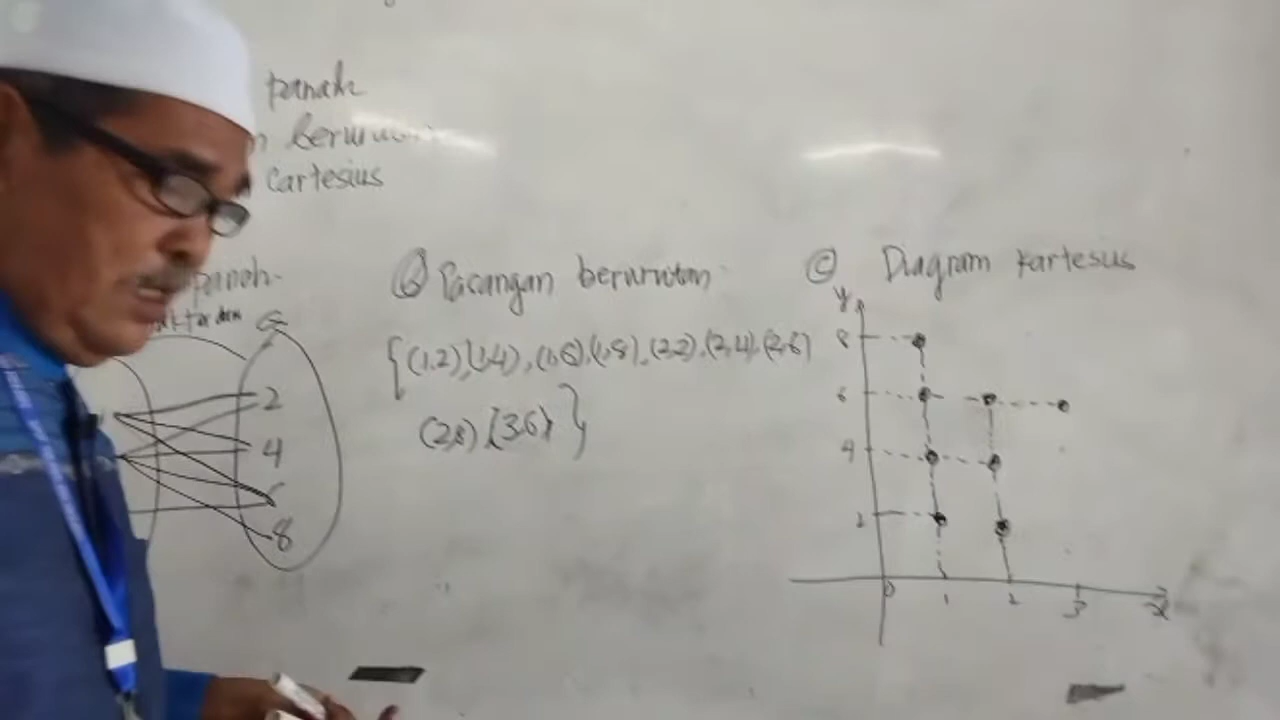 panah
Cartesius
panah
2
4
8
b Pasangan berurutan
{(1,2),(1,4),(1,6),(1,8),(2,2),(2,4),(2,6)
(2,8),(3,6)}
c Diagram Kartesus
y
8
6
4
2
0 1 2 3 x